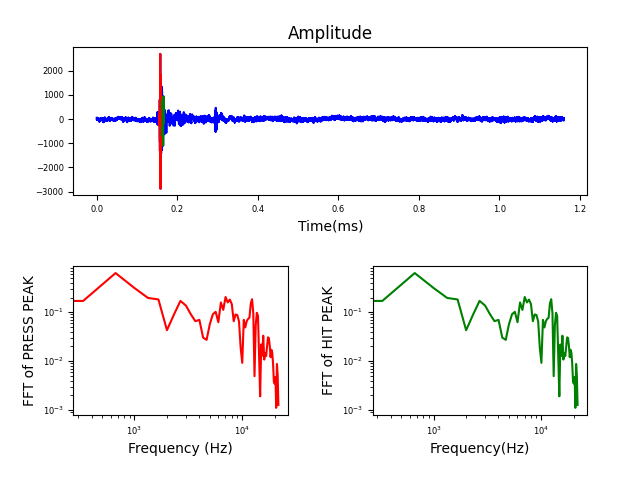 Amplitude
2000
1000
0
−1000
−2000
−3000
0.0 0.2 0.4 0.6 0.8 1.0 1.2
Time(ms)
FFT of PRESS PEAK
10⁻¹
10⁻²
10⁻³
10³ 10⁴
Frequency (Hz)
FFT of HIT PEAK
10⁻¹
10⁻²
10⁻³
10³ 10⁴
Frequency(Hz)